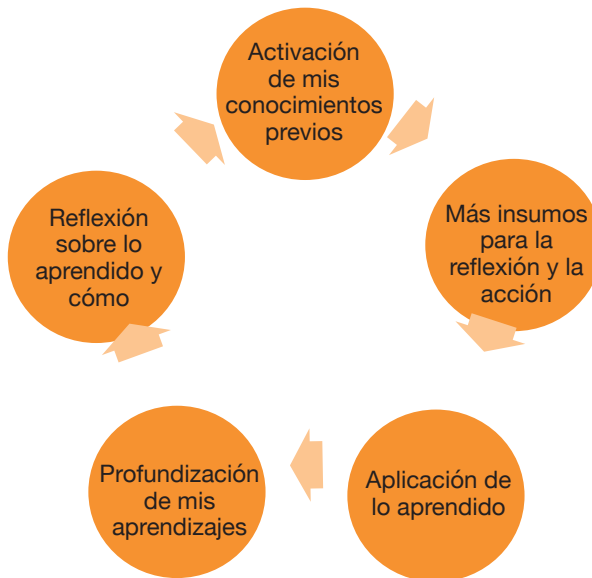 Activación
de mis
conocimientos
previos
Más insumos
para la
reflexión y la
acción
Aplicación de
lo aprendido
Profundización
de mis
aprendizajes
Reflexión
sobre lo
aprendido y
cómo